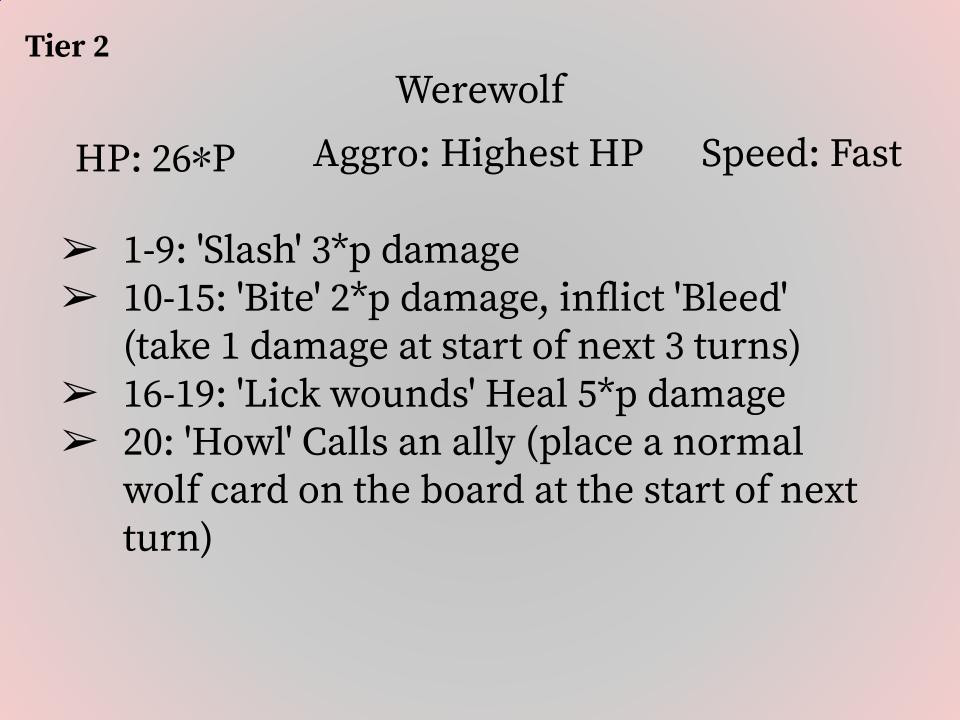 Tier 2
Werewolf
HP: 26*P
Aggro: Highest HP
Speed: Fast
➢ 1-9: 'Slash' 3*p damage
➢ 10-15: 'Bite' 2*p damage, inflict 'Bleed'
(take 1 damage at start of next 3 turns)
➢ 16-19: 'Lick wounds' Heal 5*p damage
➢ 20: 'Howl' Calls an ally (place a normal
wolf card on the board at the start of next
turn)